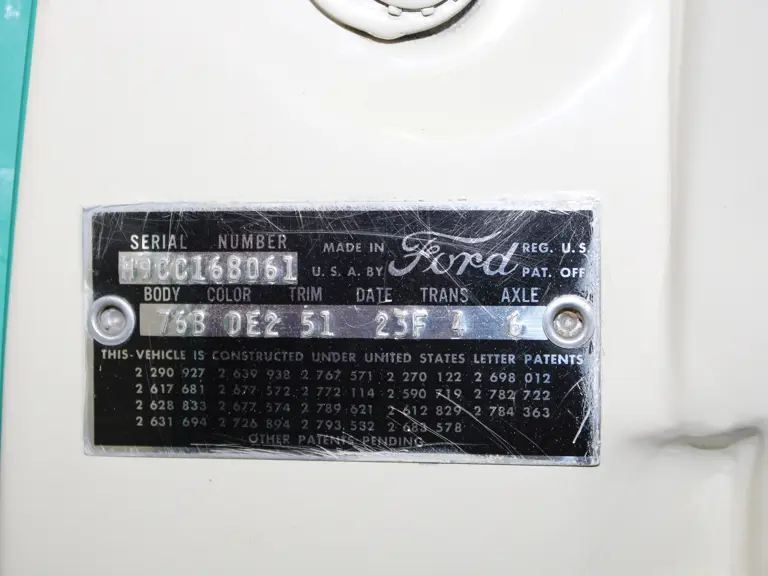 SERIAL NUMBER
H9CC168061
MADE IN
U.S.A. BY
Ford
REG. U.S.
PAT. OFF
BODY COLOR TRIM DATE TRANS AXLE
76B DE2 51 23F 4 6
THIS VEHICLE IS CONSTRUCTED UNDER UNITED STATES LETTER PATENTS
2 290 927 2 639 938 2 767 571 2 270 122 2 698 012
2 617 681 2 677 572 2 772 114 2 590 719 2 782 722
2 628 833 2 677 574 2 789 621 2 612 829 2 784 363
2 631 694 2 726 894 2 793 532 2 683 578
OTHER PATENTS PENDING